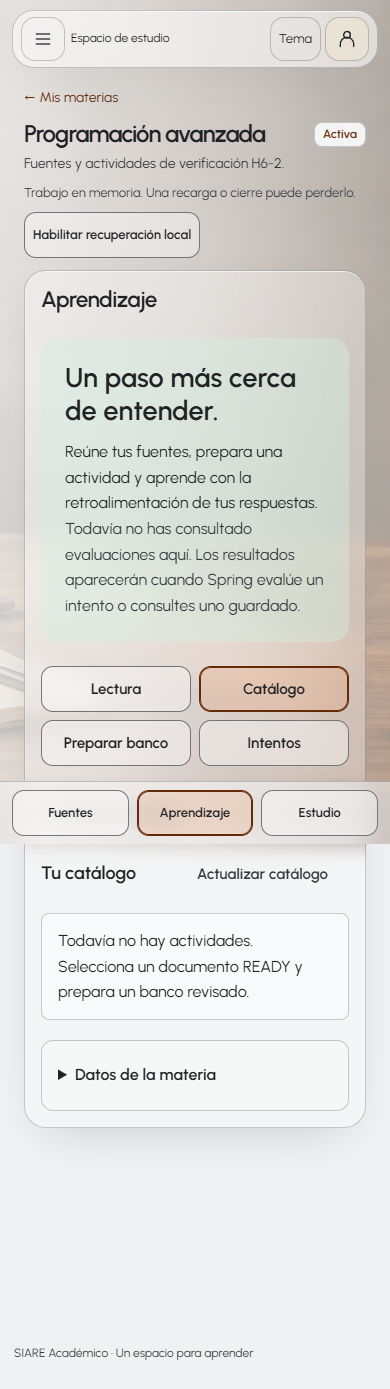 Espacio de estudio
Tema
← Mis materias
Programación avanzada
Activa
Fuentes y actividades de verificación H6-2.
Trabajo en memoria. Una recarga o cierre puede perderlo.
Habilitar recuperación local
Aprendizaje
Un paso más cerca
de entender.
Reúne tus fuentes, prepara una
actividad y aprende con la
retroalimentación de tus respuestas.
Todavía no has consultado
evaluaciones aquí. Los resultados
aparecerán cuando Spring evalúe un
intento o consultes uno guardado.
Lectura
Catálogo
Preparar banco
Intentos
Fuentes
Aprendizaje
Estudio
Tu catálogo
Actualizar catálogo
Todavía no hay actividades.
Selecciona un documento READY y
prepara un banco revisado.
▶ Datos de la materia
SIARE Académico · Un espacio para aprender